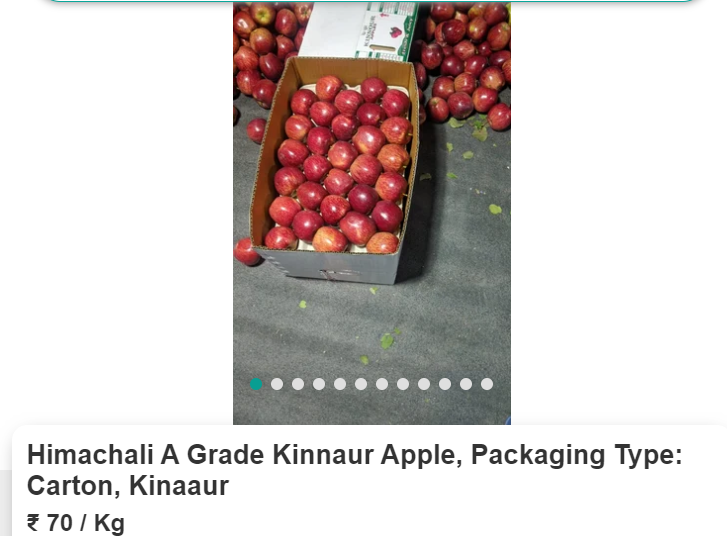 Himachali A Grade Kinnaur Apple, Packaging Type:
Carton, Kinaaur
₹ 70 / Kg